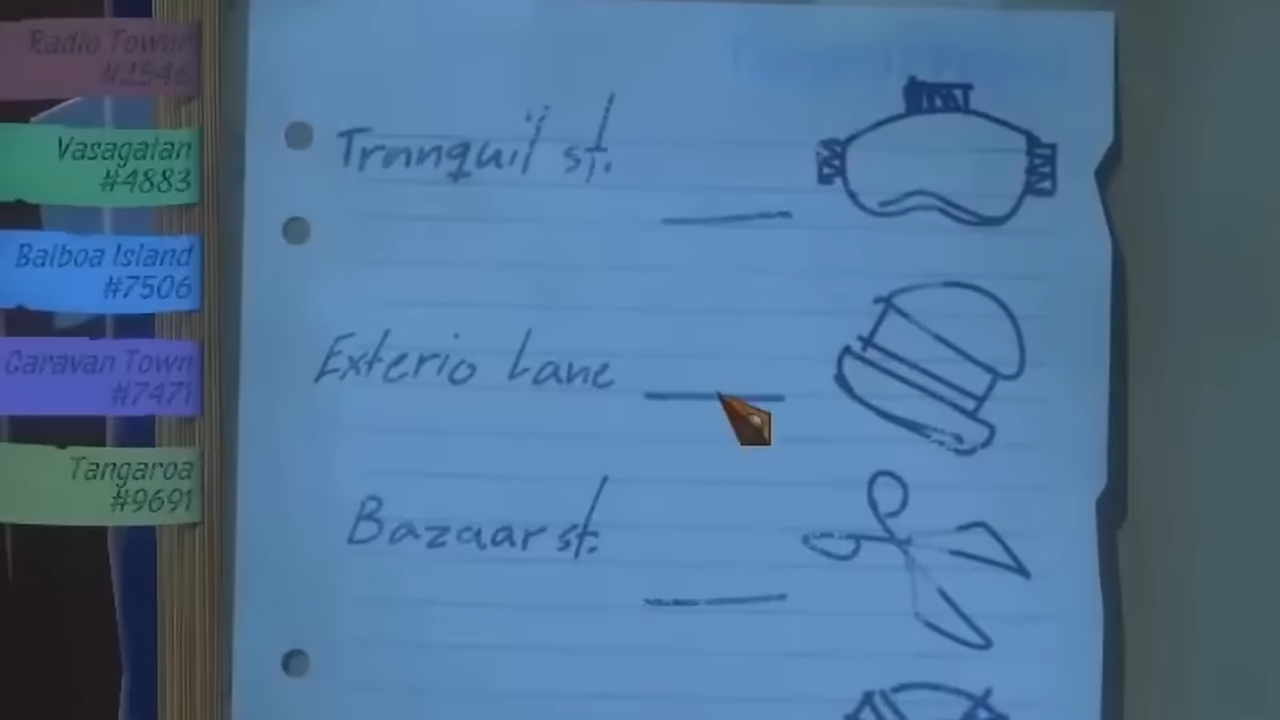 Radio Tower
#2546
Vasagatan
#4883
Balboa Island
#7506
Caravan Town
#7471
Tangaroa
#9691
Tranquil st.
Exterio Lane
Bazaar st.